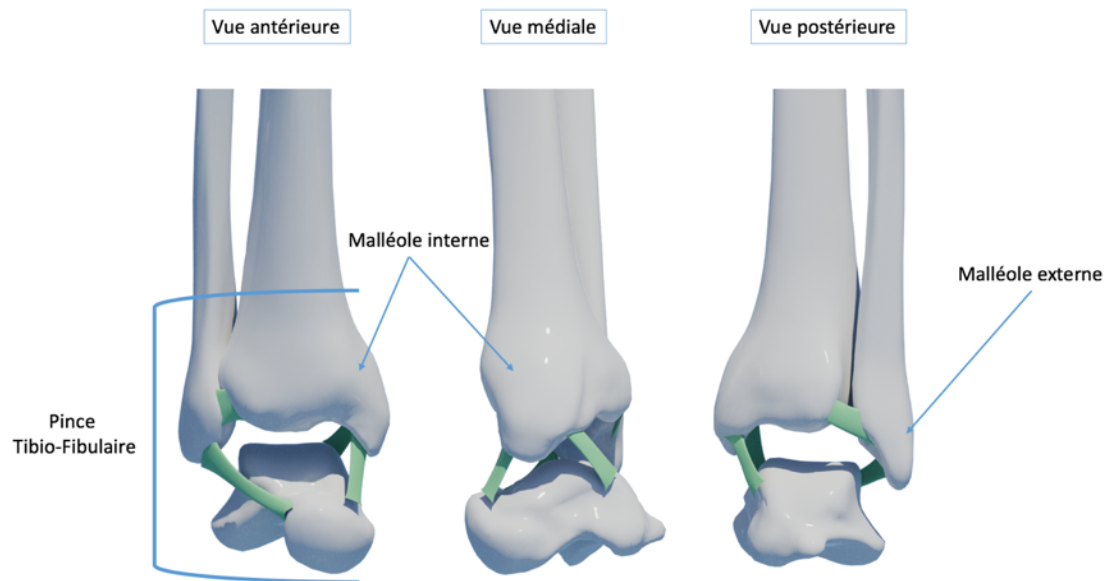 Vue antérieure
Vue médiale
Vue postérieure
Malléole interne
Malléole externe
Pince
Tibio-Fibulaire